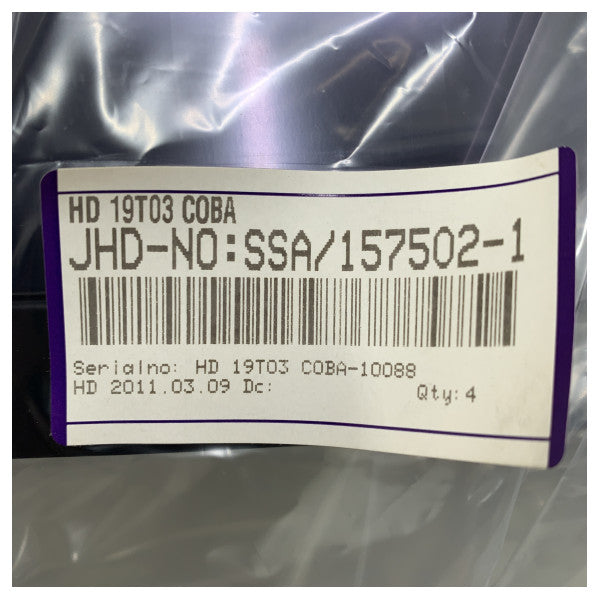 HD 19T03 COBA
JHD-NO:SSA/157502-1
Serialno: HD 19T03 COBA-10088
HD 2011.03.09 Dc:
Qty: 4